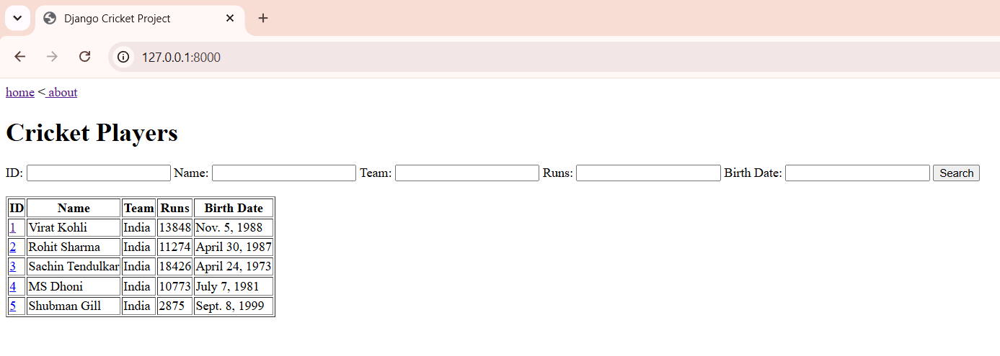 Django Cricket Project
127.0.0.1:8000
home < about
Cricket Players
ID: Name: Team: Runs: Birth Date: Search
ID Name Team Runs Birth Date
1 Virat Kohli India 13848 Nov. 5, 1988
2 Rohit Sharma India 11274 April 30, 1987
3 Sachin Tendulkar India 18426 April 24, 1973
4 MS Dhoni India 10773 July 7, 1981
5 Shubman Gill India 2875 Sept. 8, 1999